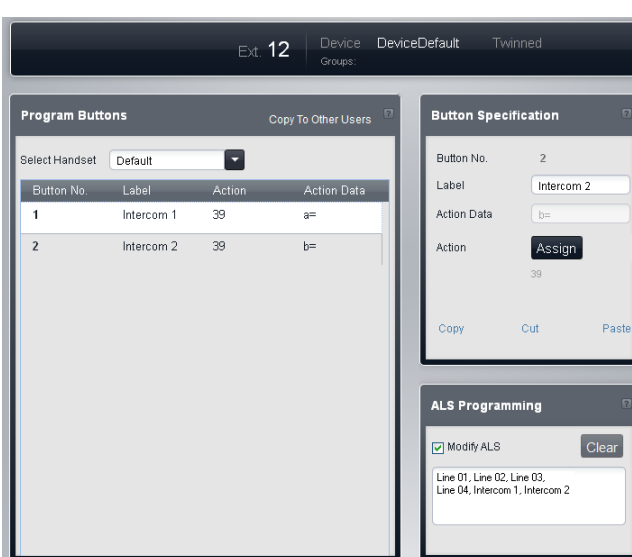 Ext. 12 Device DeviceDefault Twinned
Groups:
Program Buttons Copy To Other Users ?
Select Handset Default
Button No. Label Action Action Data
1 Intercom 1 39 a=
2 Intercom 2 39 b=
Button Specification ?
Button No. 2
Label Intercom 2
Action Data b=
Action Assign
39
Copy Cut Paste
ALS Programming ?
Modify ALS Clear
Line 01, Line 02, Line 03,
Line 04, Intercom 1, Intercom 2